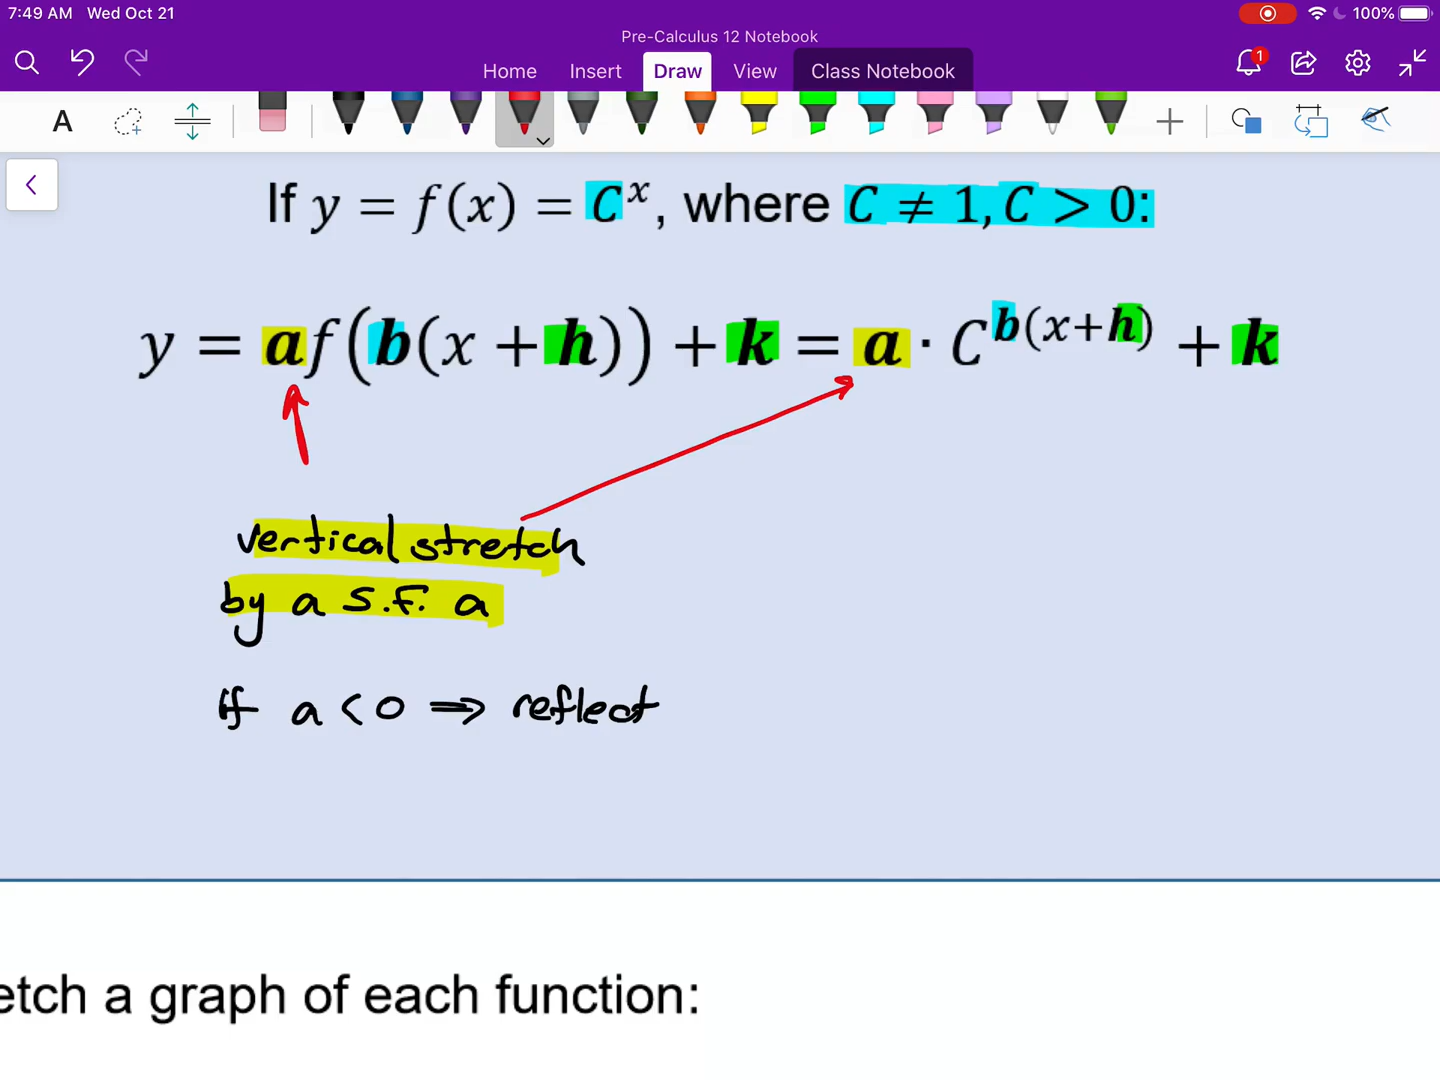 7:49 AM Wed Oct 21
100%
Pre-Calculus 12 Notebook
1
Home Insert Draw View Class Notebook
A
If y = f(x) = C^x, where C ≠ 1, C > 0:
y = af(b(x + h)) + k = a · C^{b(x+h)} + k
vertical stretch
by a S.F. a
If a < 0 ⇒ reflect
etch a graph of each function: